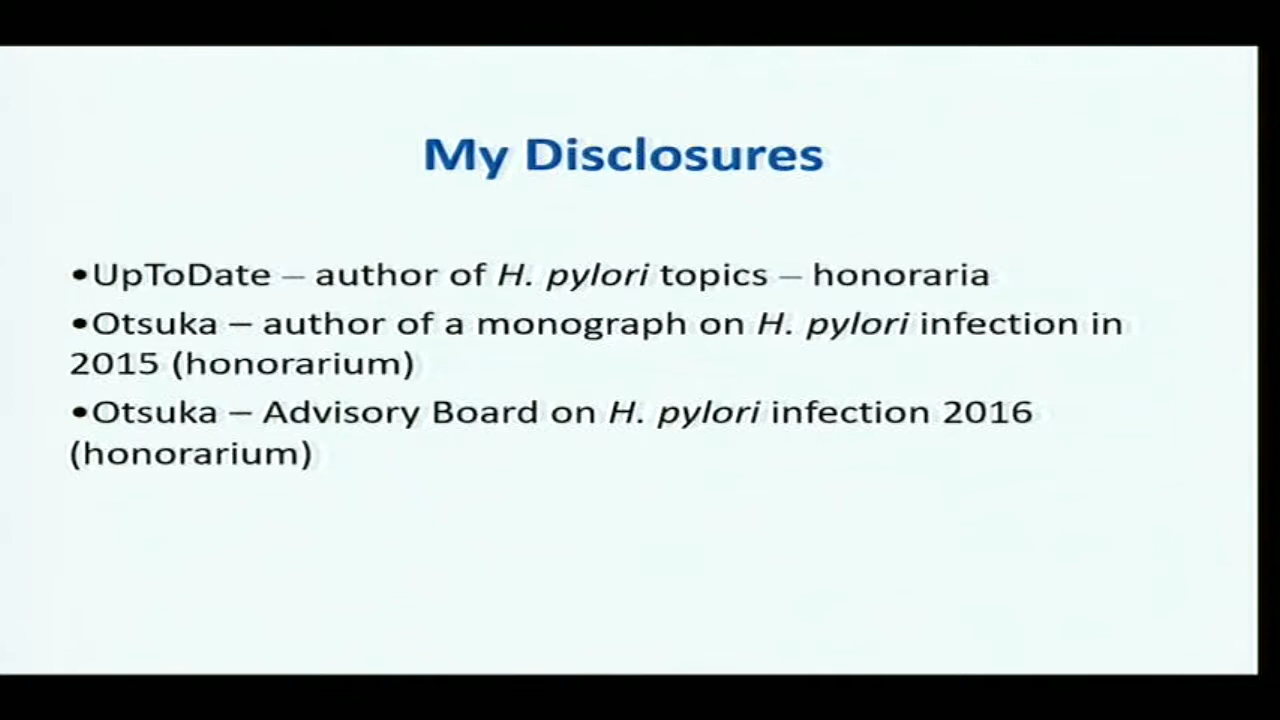 My Disclosures
•UpToDate – author of H. pylori topics – honoraria
•Otsuka – author of a monograph on H. pylori infection in
2015 (honorarium)
•Otsuka – Advisory Board on H. pylori infection 2016
(honorarium)